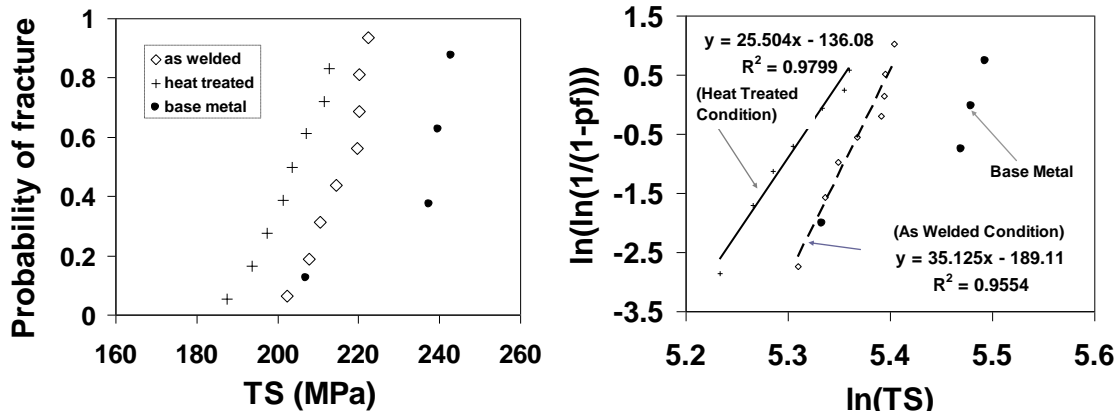 Probability of fracture
1
0.8
0.6
0.4
0.2
0
as welded
heat treated
base metal
160 180 200 220 240 260
TS (MPa)
ln(ln(1/(1-pf)))
0.5
-0.5
-1.5
-2.5
-3.5
y = 25.504x - 136.08
R² = 0.9799
(Heat Treated
Condition)
Base Metal
(As Welded Condition)
y = 35.125x - 189.11
R² = 0.9554
5.2 5.3 5.4 5.5 5.6
ln(TS)